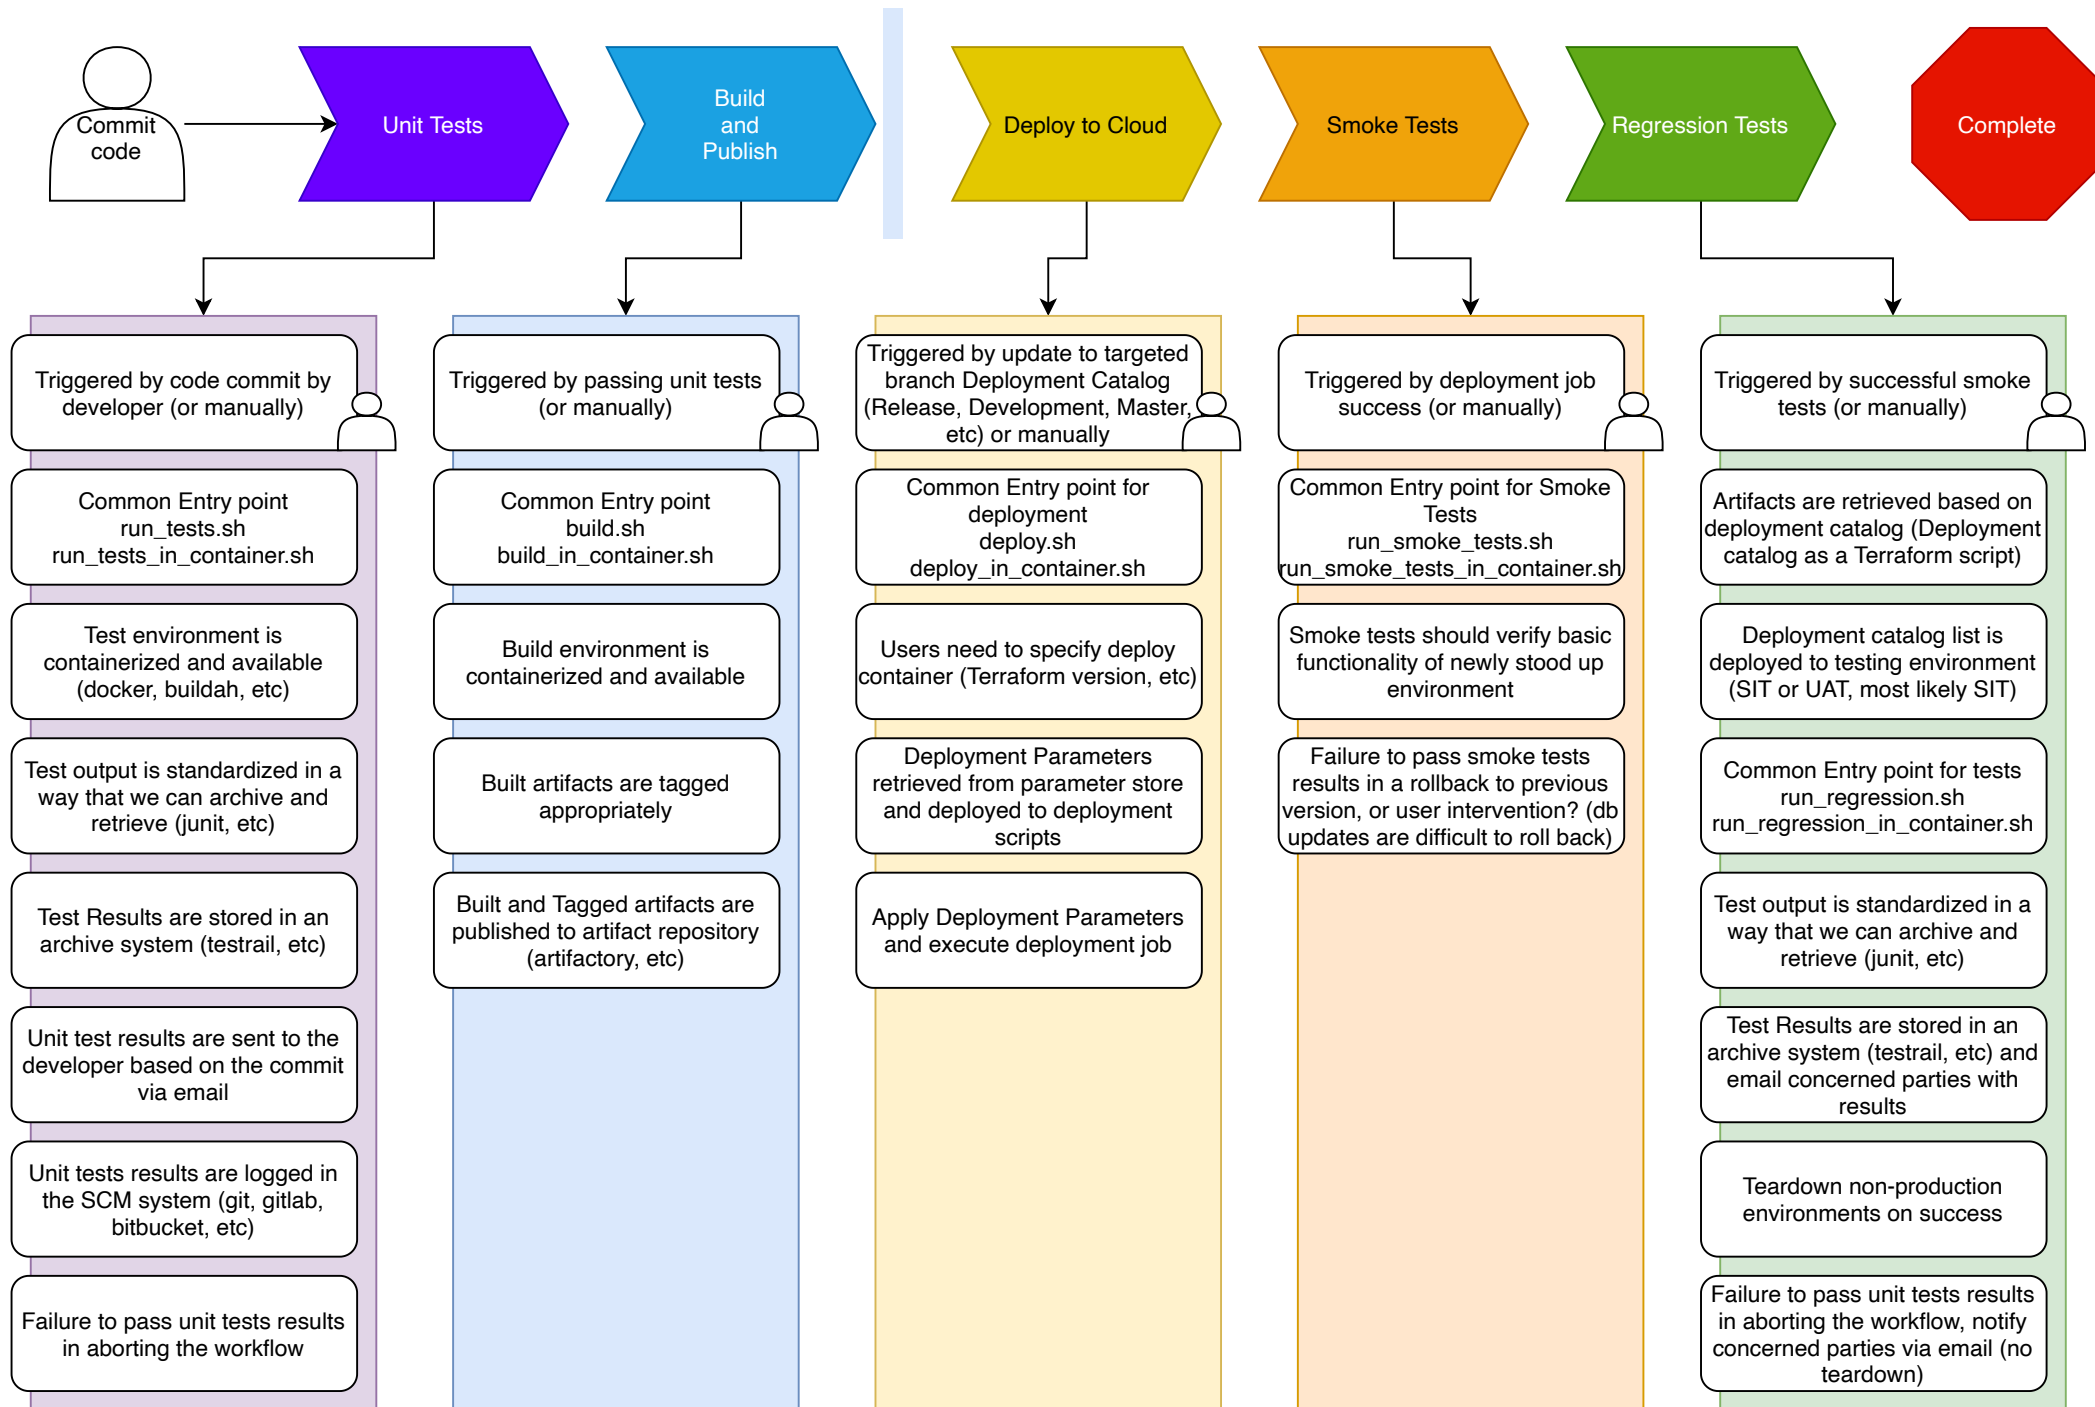 Commit
code
Unit Tests
Build
and
Publish
Deploy to Cloud
Smoke Tests
Regression Tests
Complete
Triggered by code commit by
developer (or manually)
Common Entry point
run_tests.sh
run_tests_in_container.sh
Test environment is
containerized and available
(docker, buildah, etc)
Test output is standardized in a
way that we can archive and
retrieve (junit, etc)
Test Results are stored in an
archive system (testrail, etc)
Unit test results are sent to the
developer based on the commit
via email
Unit tests results are logged in
the SCM system (git, gitlab,
bitbucket, etc)
Failure to pass unit tests results
in aborting the workflow
Triggered by passing unit tests
(or manually)
Common Entry point
build.sh
build_in_container.sh
Build environment is
containerized and available
Built artifacts are tagged
appropriately
Built and Tagged artifacts are
published to artifact repository
(artifactory, etc)
Triggered by update to targeted
branch Deployment Catalog
(Release, Development, Master,
etc) or manually
Common Entry point for
deployment
deploy.sh
deploy_in_container.sh
Users need to specify deploy
container (Terraform version, etc)
Deployment Parameters
retrieved from parameter store
and deployed to deployment
scripts
Apply Deployment Parameters
and execute deployment job
Triggered by deployment job
success (or manually)
Common Entry point for Smoke
Tests
run_smoke_tests.sh
run_smoke_tests_in_container.sh
Smoke tests should verify basic
functionality of newly stood up
environment
Failure to pass smoke tests
results in a rollback to previous
version, or user intervention? (db
updates are difficult to roll back)
Triggered by successful smoke
tests (or manually)
Artifacts are retrieved based on
deployment catalog (Deployment
catalog as a Terraform script)
Deployment catalog list is
deployed to testing environment
(SIT or UAT, most likely SIT)
Common Entry point for tests
run_regression.sh
run_regression_in_container.sh
Test output is standardized in a
way that we can archive and
retrieve (junit, etc)
Test Results are stored in an
archive system (testrail, etc) and
email concerned parties with
results
Teardown non-production
environments on success
Failure to pass unit tests results
in aborting the workflow, notify
concerned parties via email (no
teardown)